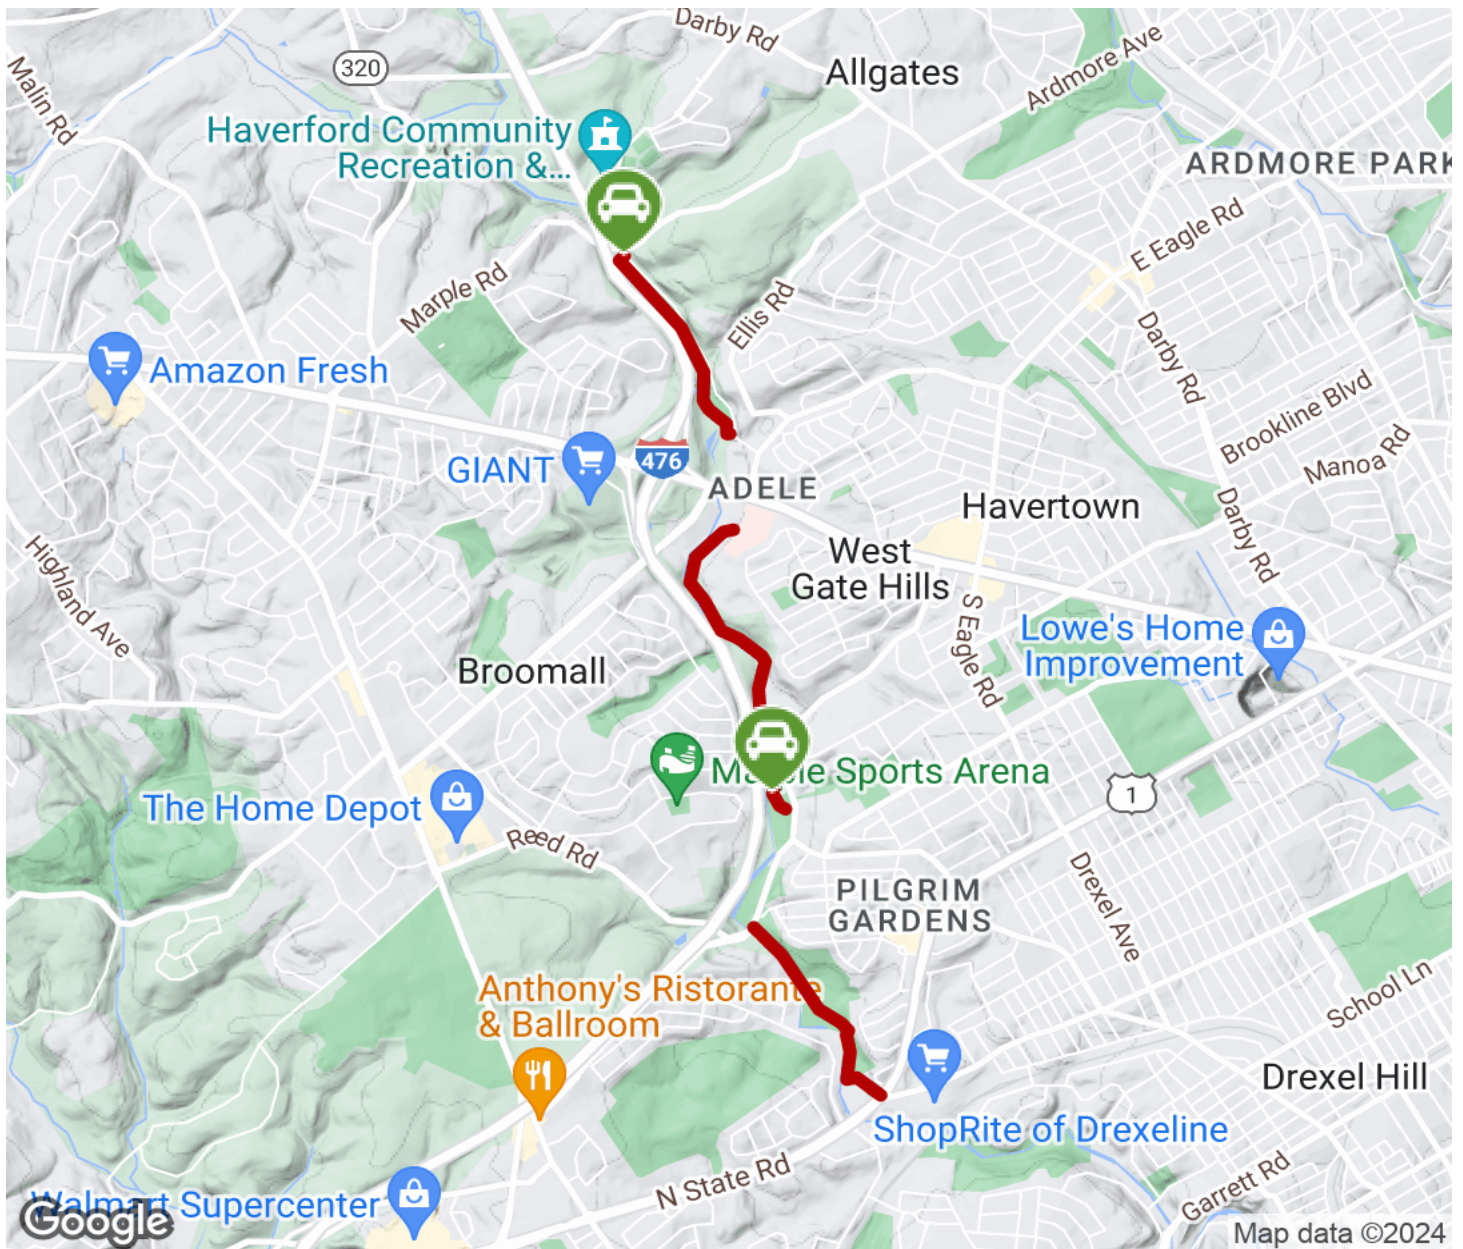 Darby Rd
320
Allgates
Ardmore Ave
Malin Rd
Haverford Community
Recreation &...
ARDMORE PARK
E Eagle Rd
Marple Rd
Ellis Rd
Darby Rd
Amazon Fresh
Brookline Blvd
Manoa Rd
GIANT
476
ADELE
Havertown
Darby Rd
West
Gate Hills
Highland Ave
S Eagle Rd
Lowe's Home
Improvement
Broomall
Sports Arena
1
The Home Depot
Reed Rd
Drexel Ave
PILGRIM
GARDENS
School Ln
Anthony's Ristorante
& Ballroom
Drexel Hill
ShopRite of Drexeline
N State Rd
Garrett Rd
Walmart Supercenter
Google
Map data ©2024